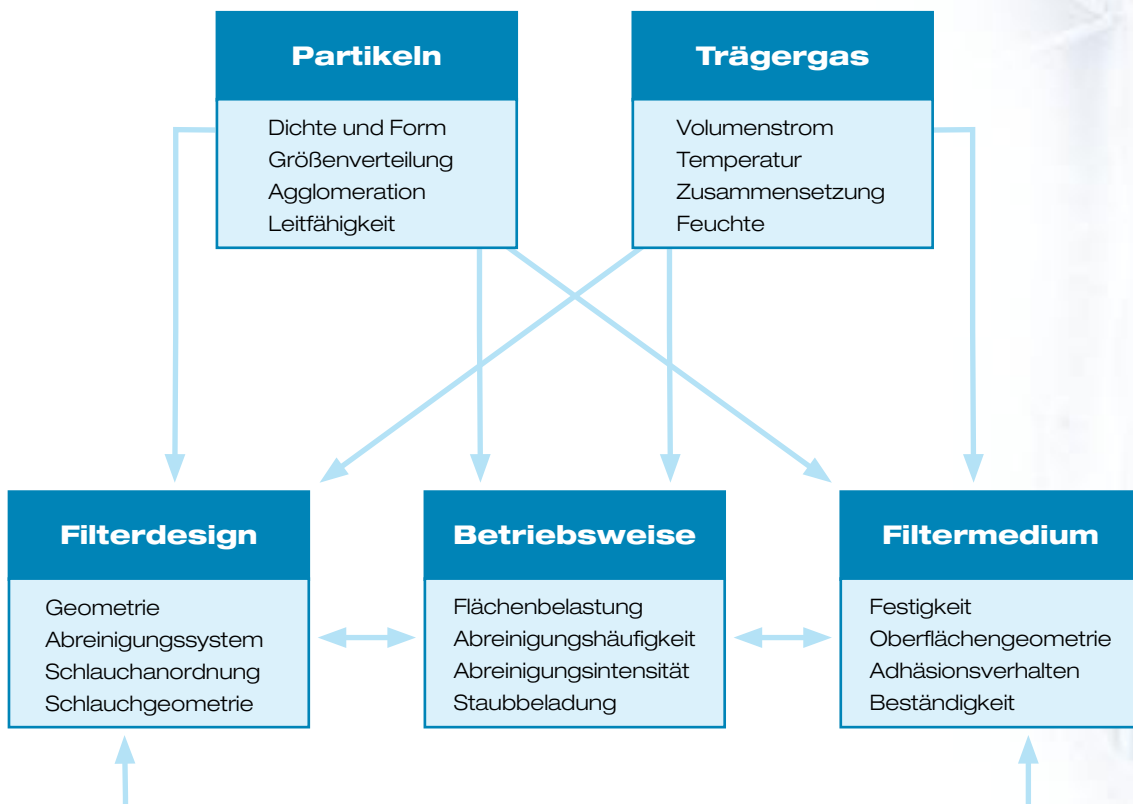 Partikeln
Dichte und Form
Größenverteilung
Agglomeration
Leitfähigkeit
Trägergas
Volumenstrom
Temperatur
Zusammensetzung
Feuchte
Filterdesign
Geometrie
Abreinigungssystem
Schlauchanordnung
Schlauchgeometrie
Betriebsweise
Flächenbelastung
Abreinigungshäufigkeit
Abreinigungsintensität
Staubbeladung
Filtermedium
Festigkeit
Oberflächengeometrie
Adhäsionsverhalten
Beständigkeit